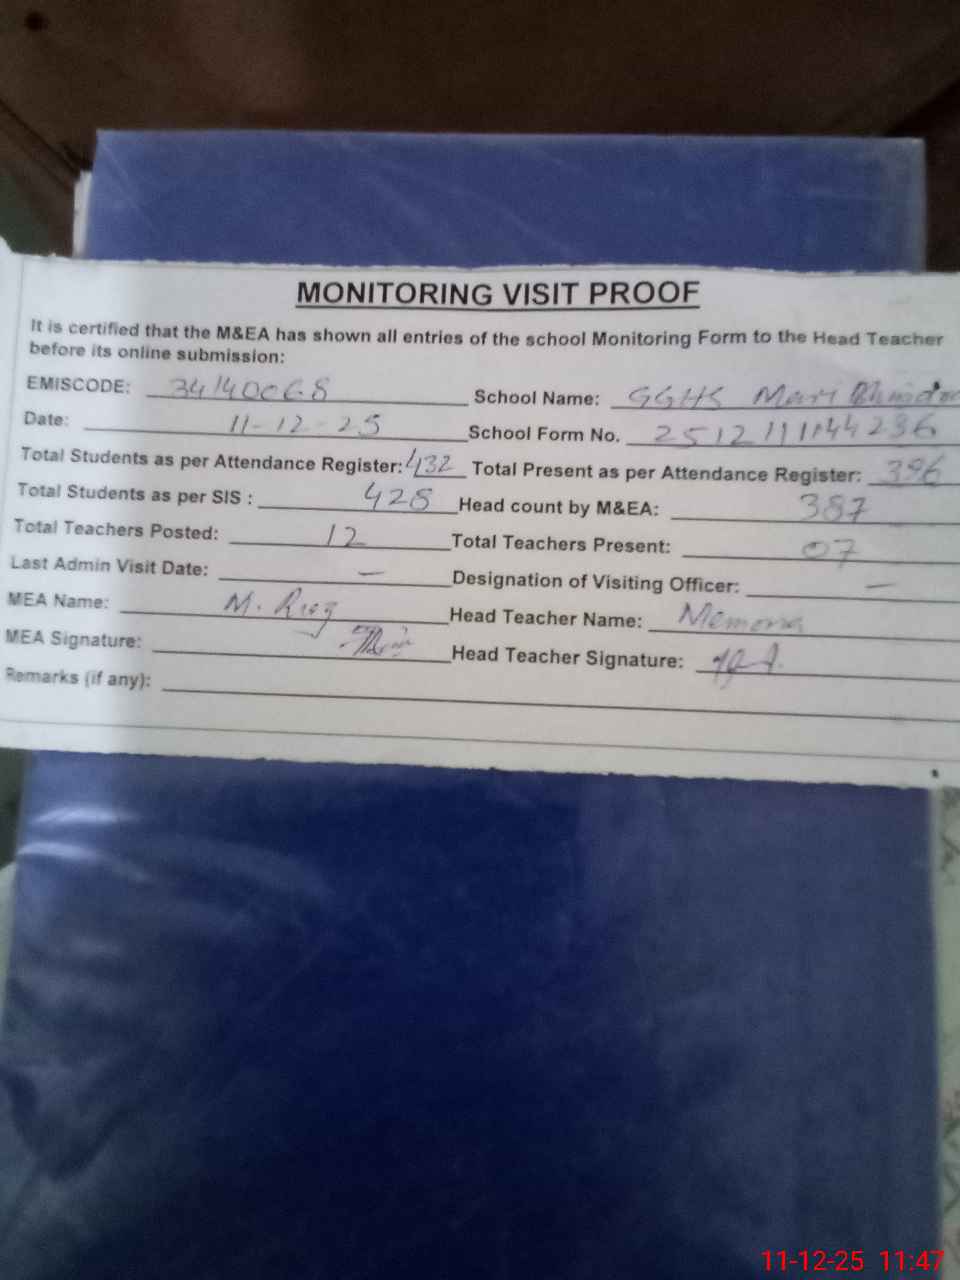 MONITORING VISIT PROOF
It is certified that the M&EA has shown all entries of the school Monitoring Form to the Head Teacher
before its online submission:
EMISCODE: 34140068 School Name: GGHS Mari
Date: 11-12-25 School Form No. 2512111144236
Total Students as per Attendance Register: 432 Total Present as per Attendance Register: 396
Total Students as per SIS : 428 Head count by M&EA: 387
Total Teachers Posted: 12 Total Teachers Present: 07
Last Admin Visit Date: — Designation of Visiting Officer: —
MEA Name: M. Head Teacher Name:
MEA Signature: Head Teacher Signature:
Remarks (if any):
11-12-25 11:47